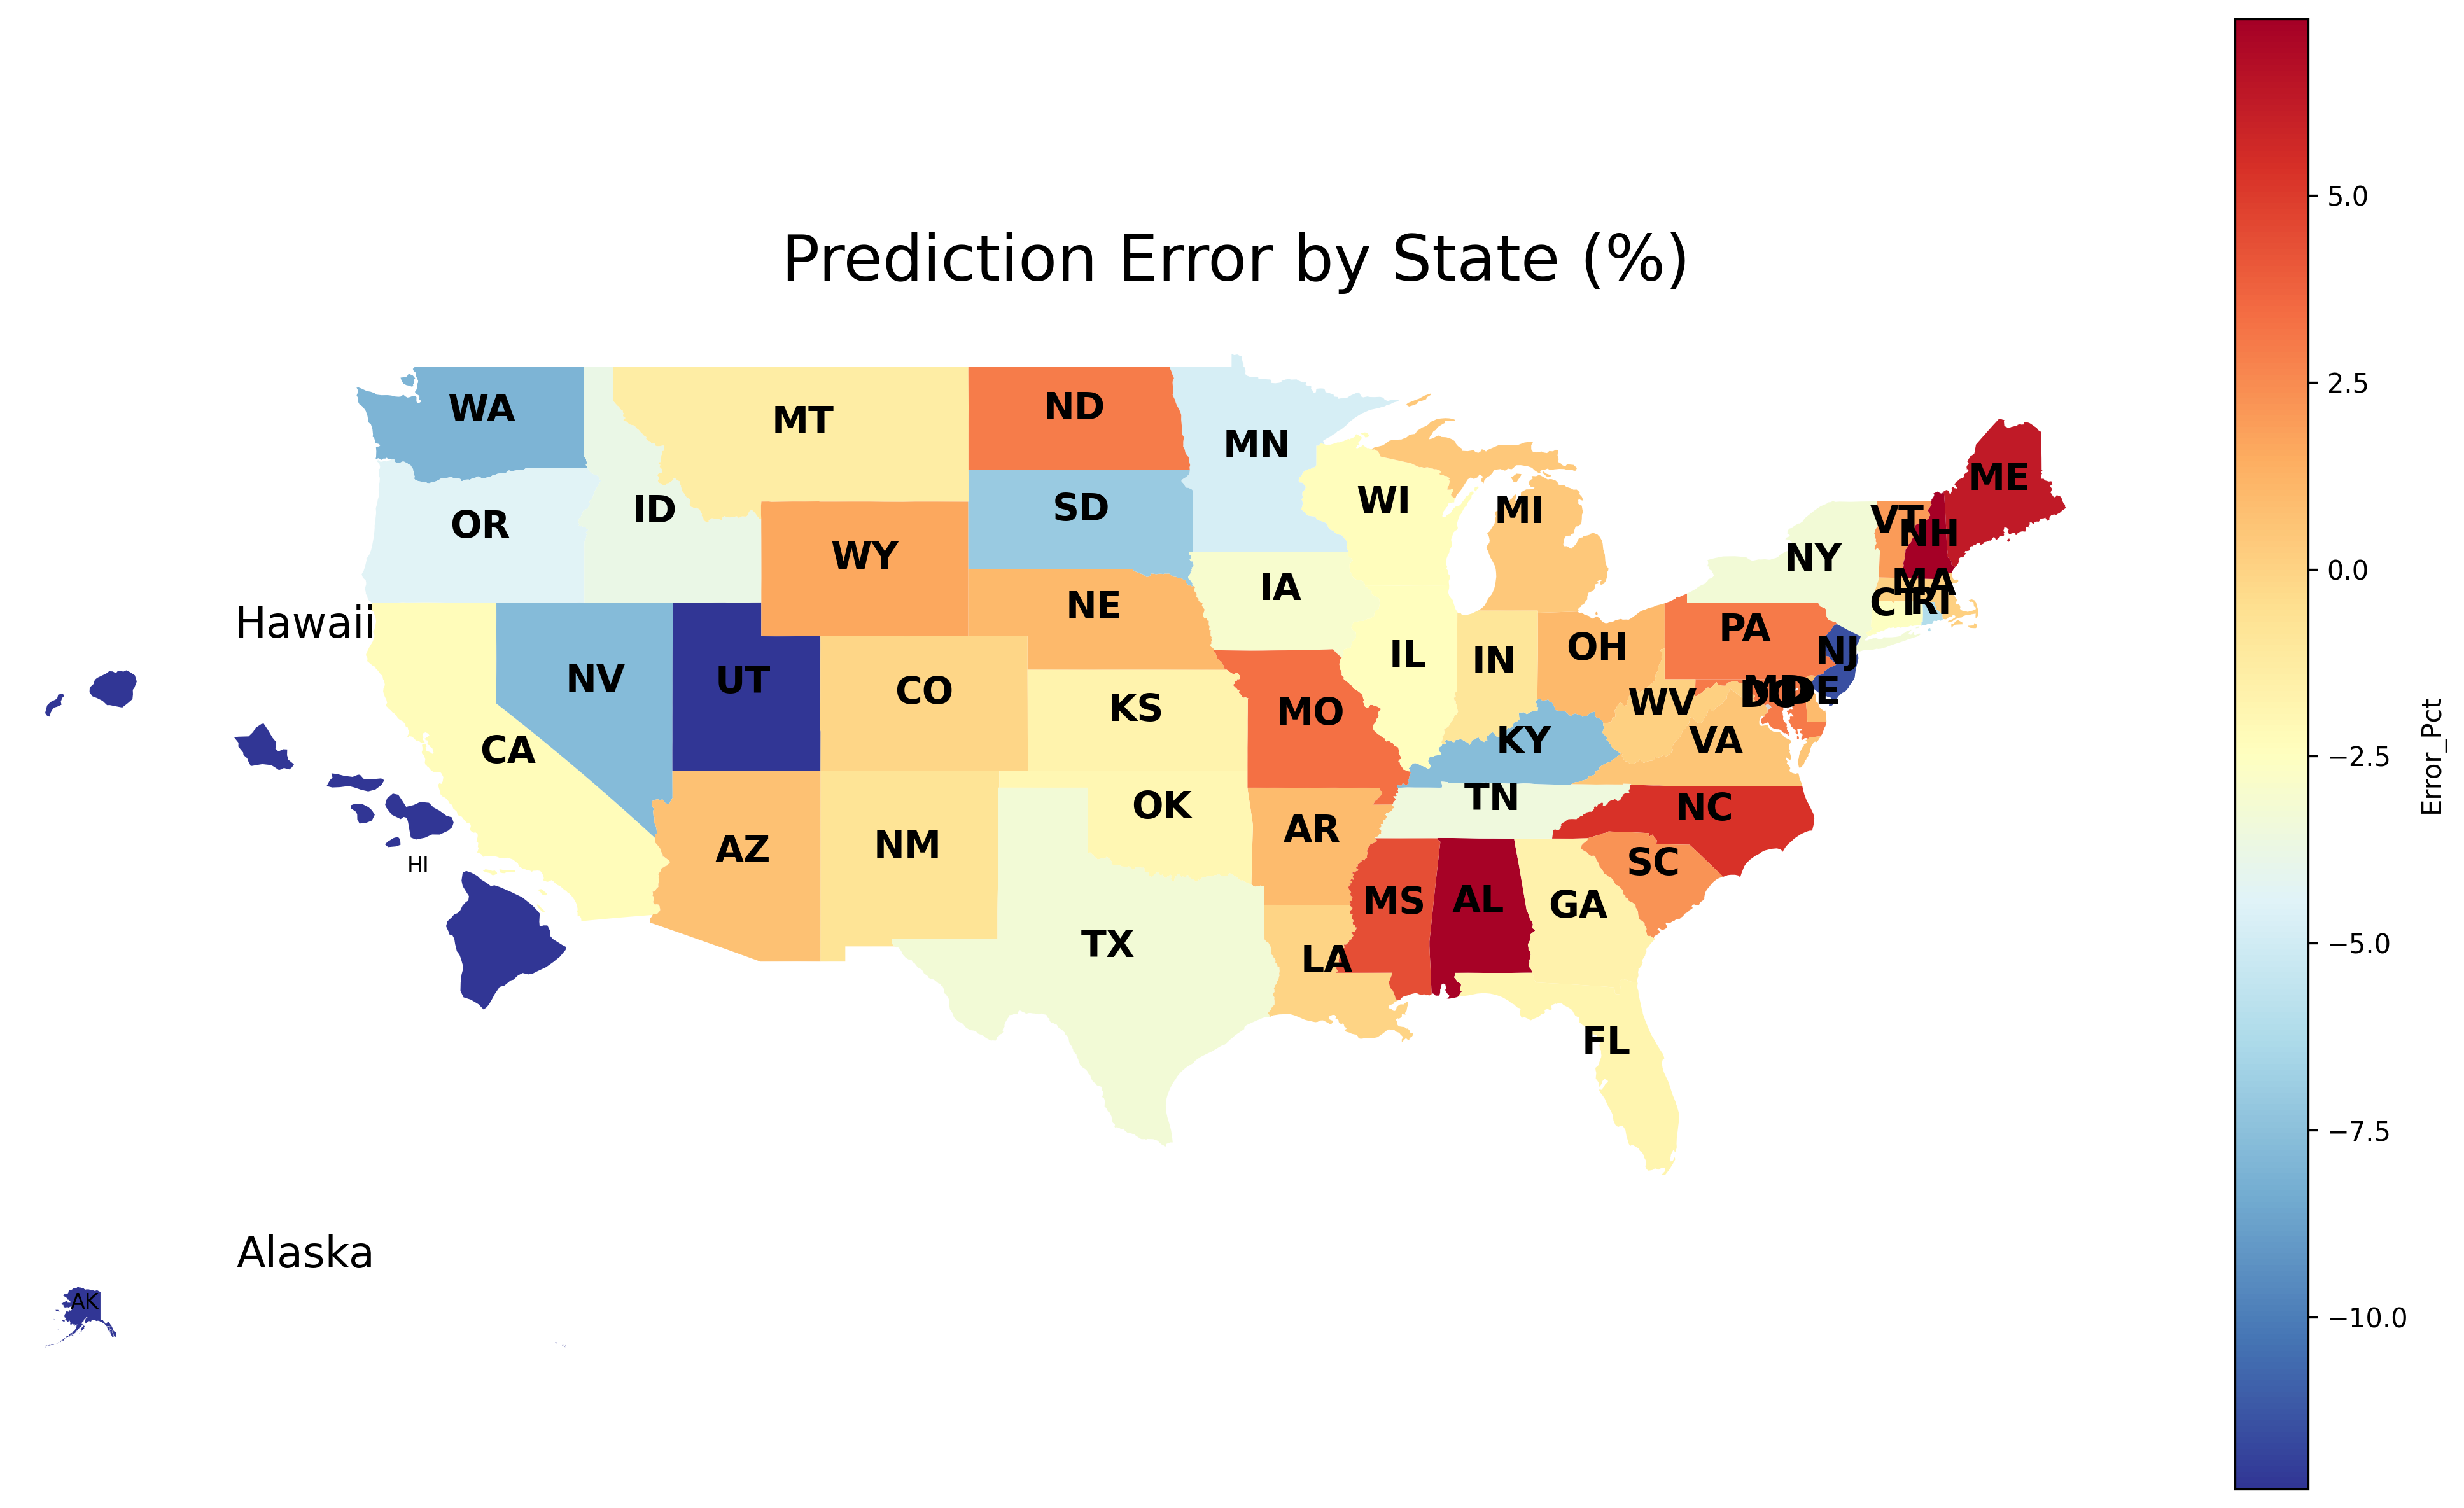 Prediction Error by State (%)
WA
MT
ND
MN
OR
ID
SD
WI
MI
ME
VT
NH
WY
NY
NE
IA
MA
CT
RI
Hawaii
NV
UT
CO
KS
MO
IL
IN
OH
PA
NJ
WV
MD
DC
DE
CA
KY
VA
OK
TN
NC
AZ
NM
AR
SC
HI
TX
MS
AL
GA
LA
FL
Alaska
AK
5.0
2.5
0.0
−2.5
−5.0
−7.5
−10.0
Error_Pct